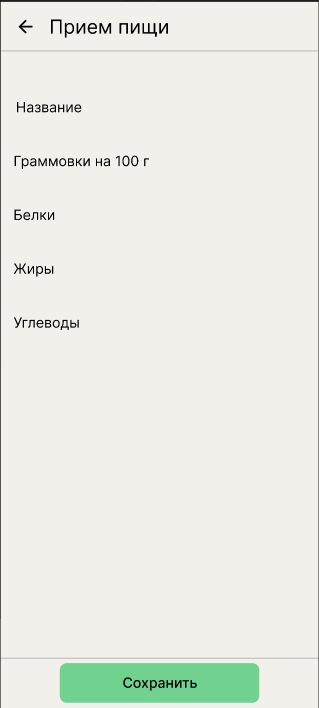 Прием пищи
Название
Граммовки на 100 г
Белки
Жиры
Углеводы
Сохранить